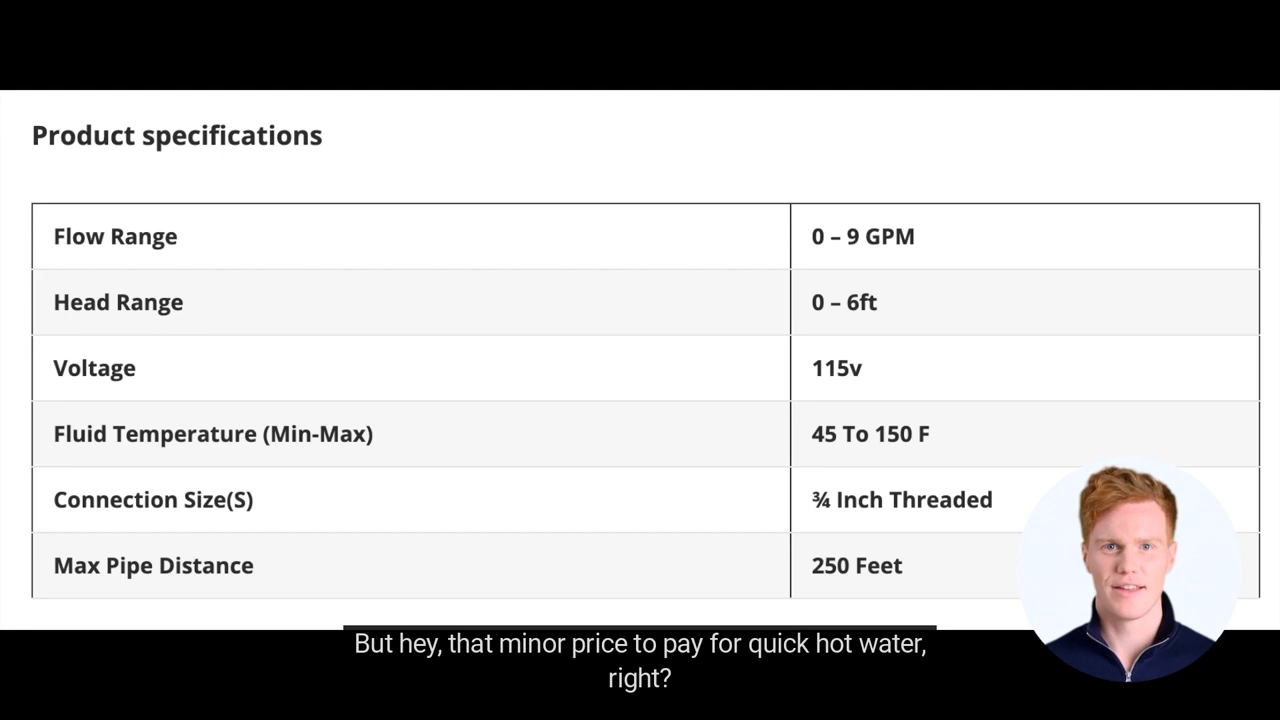 Product specifications
Flow Range 0 – 9 GPM
Head Range 0 – 6ft
Voltage 115v
Fluid Temperature (Min-Max) 45 To 150 F
Connection Size(S) ¾ Inch Threaded
Max Pipe Distance 250 Feet
But hey, that minor price to pay for quick hot water,
right?